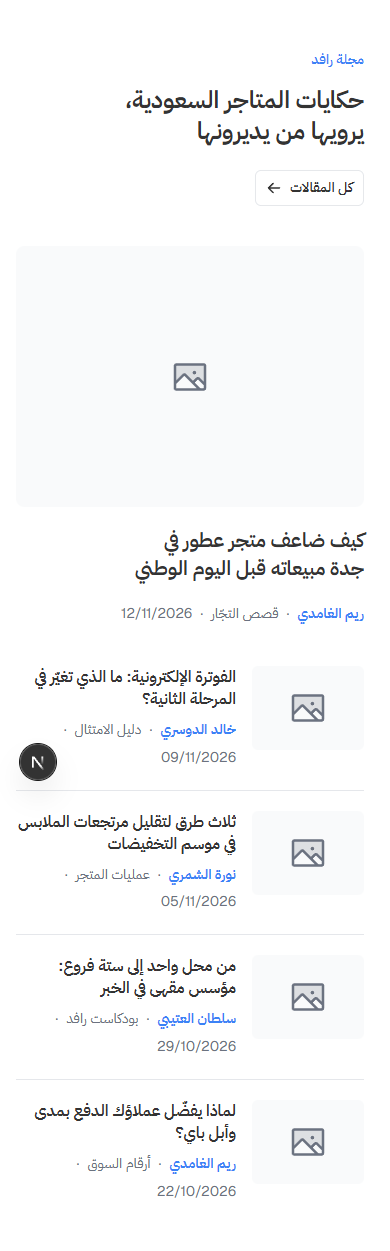 مجلة رافد
حكايات المتاجر السعودية،
يرويها من يديرونها
كل المقالات
كيف ضاعف متجر عطور في
جدة مبيعاته قبل اليوم الوطني
ريم الغامدي · قصص التجّار · 12/11/2026
الفوترة الإلكترونية: ما الذي تغيّر في
المرحلة الثانية؟
خالد الدوسري · دليل الامتثال ·
09/11/2026
N
ثلاث طرق لتقليل مرتجعات الملابس
في موسم التخفيضات
نورة الشمري · عمليات المتجر ·
05/11/2026
من محل واحد إلى ستة فروع:
مؤسس مقهى في الخبر
سلطان العتيبي · بودكاست رافد ·
29/10/2026
لماذا يفضّل عملاؤك الدفع بمدى
وأبل باي؟
ريم الغامدي · أرقام السوق ·
22/10/2026